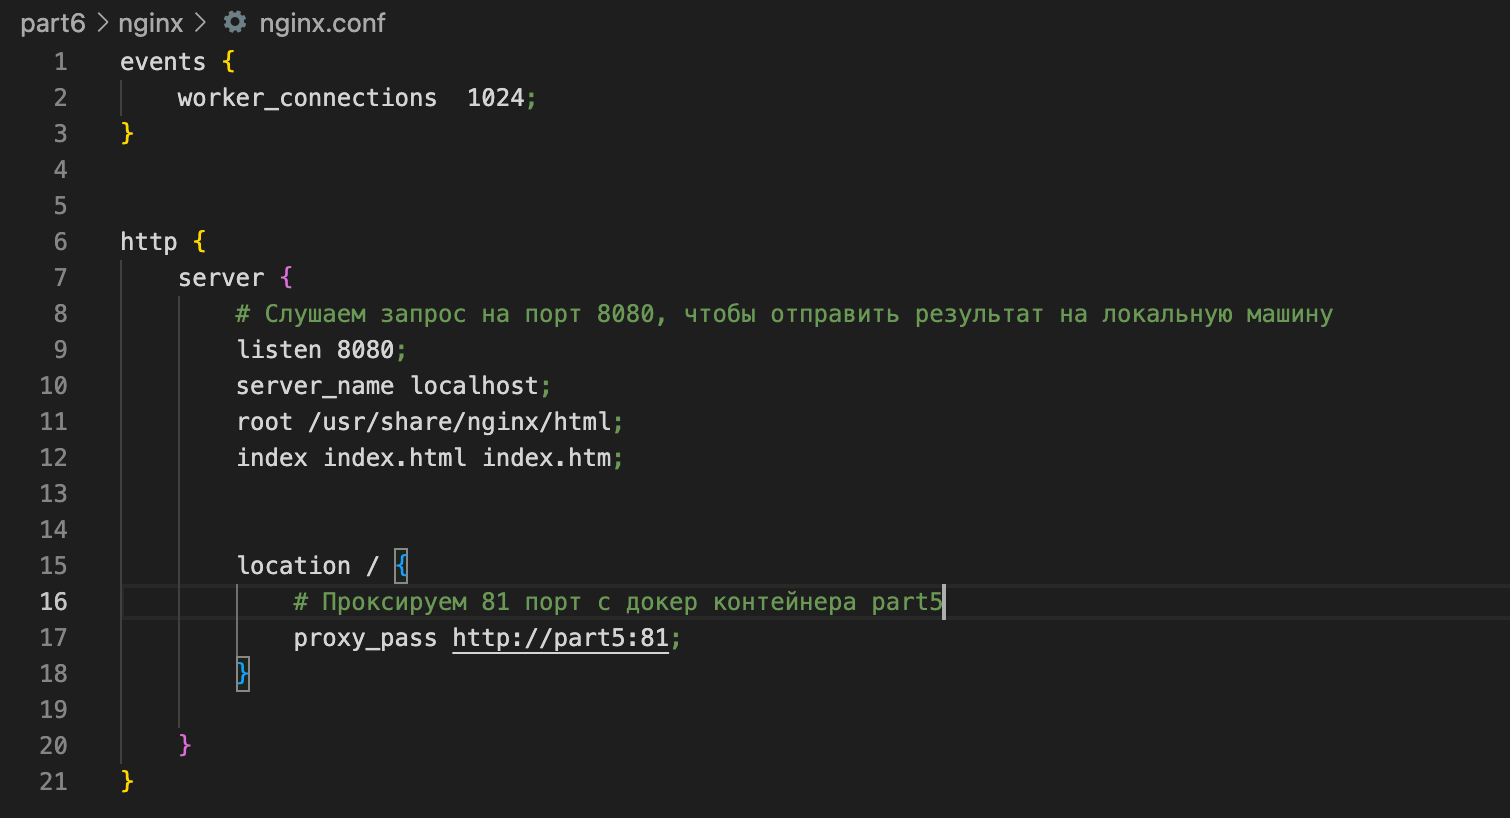 part6 > nginx > nginx.conf
1 events {
2     worker_connections  1024;
3 }
4
5
6 http {
7     server {
8         # Слушаем запрос на порт 8080, чтобы отправить результат на локальную машину
9         listen 8080;
10         server_name localhost;
11         root /usr/share/nginx/html;
12         index index.html index.htm;
13
14
15         location / {
16             # Проксируем 81 порт с докер контейнера part5
17             proxy_pass http://part5:81;
18         }
19
20     }
21 }